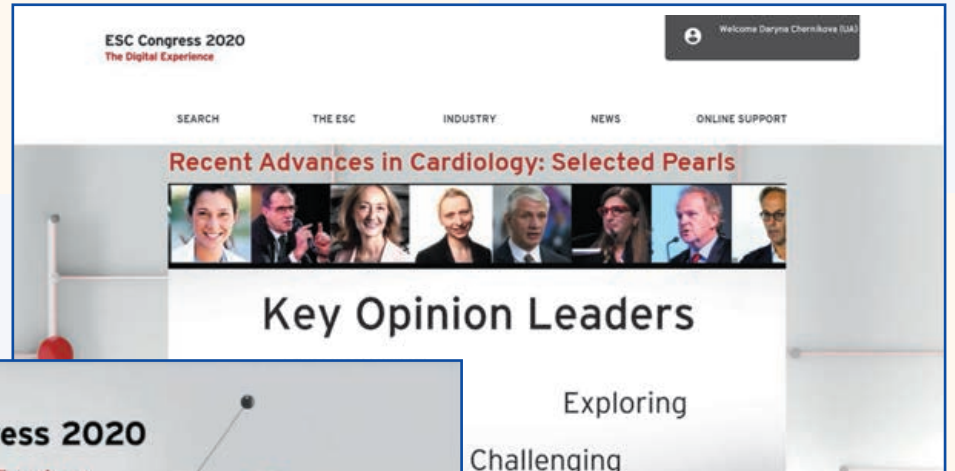 ESC Congress 2020
The Digital Experience
Welcome Daryna Chernikova (UA)
SEARCH THE ESC INDUSTRY NEWS ONLINE SUPPORT
Recent Advances in Cardiology: Selected Pearls
Key Opinion Leaders
Exploring
Challenging
ess 2020